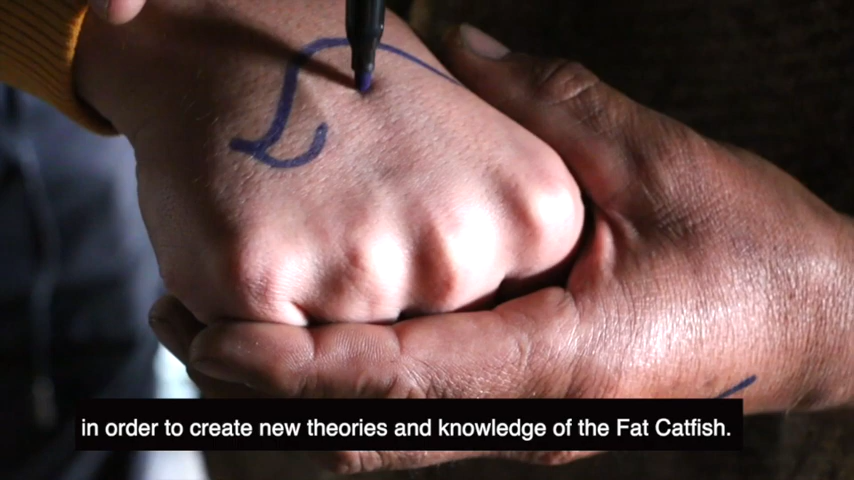 in order to create new theories and knowledge of the Fat Catfish.